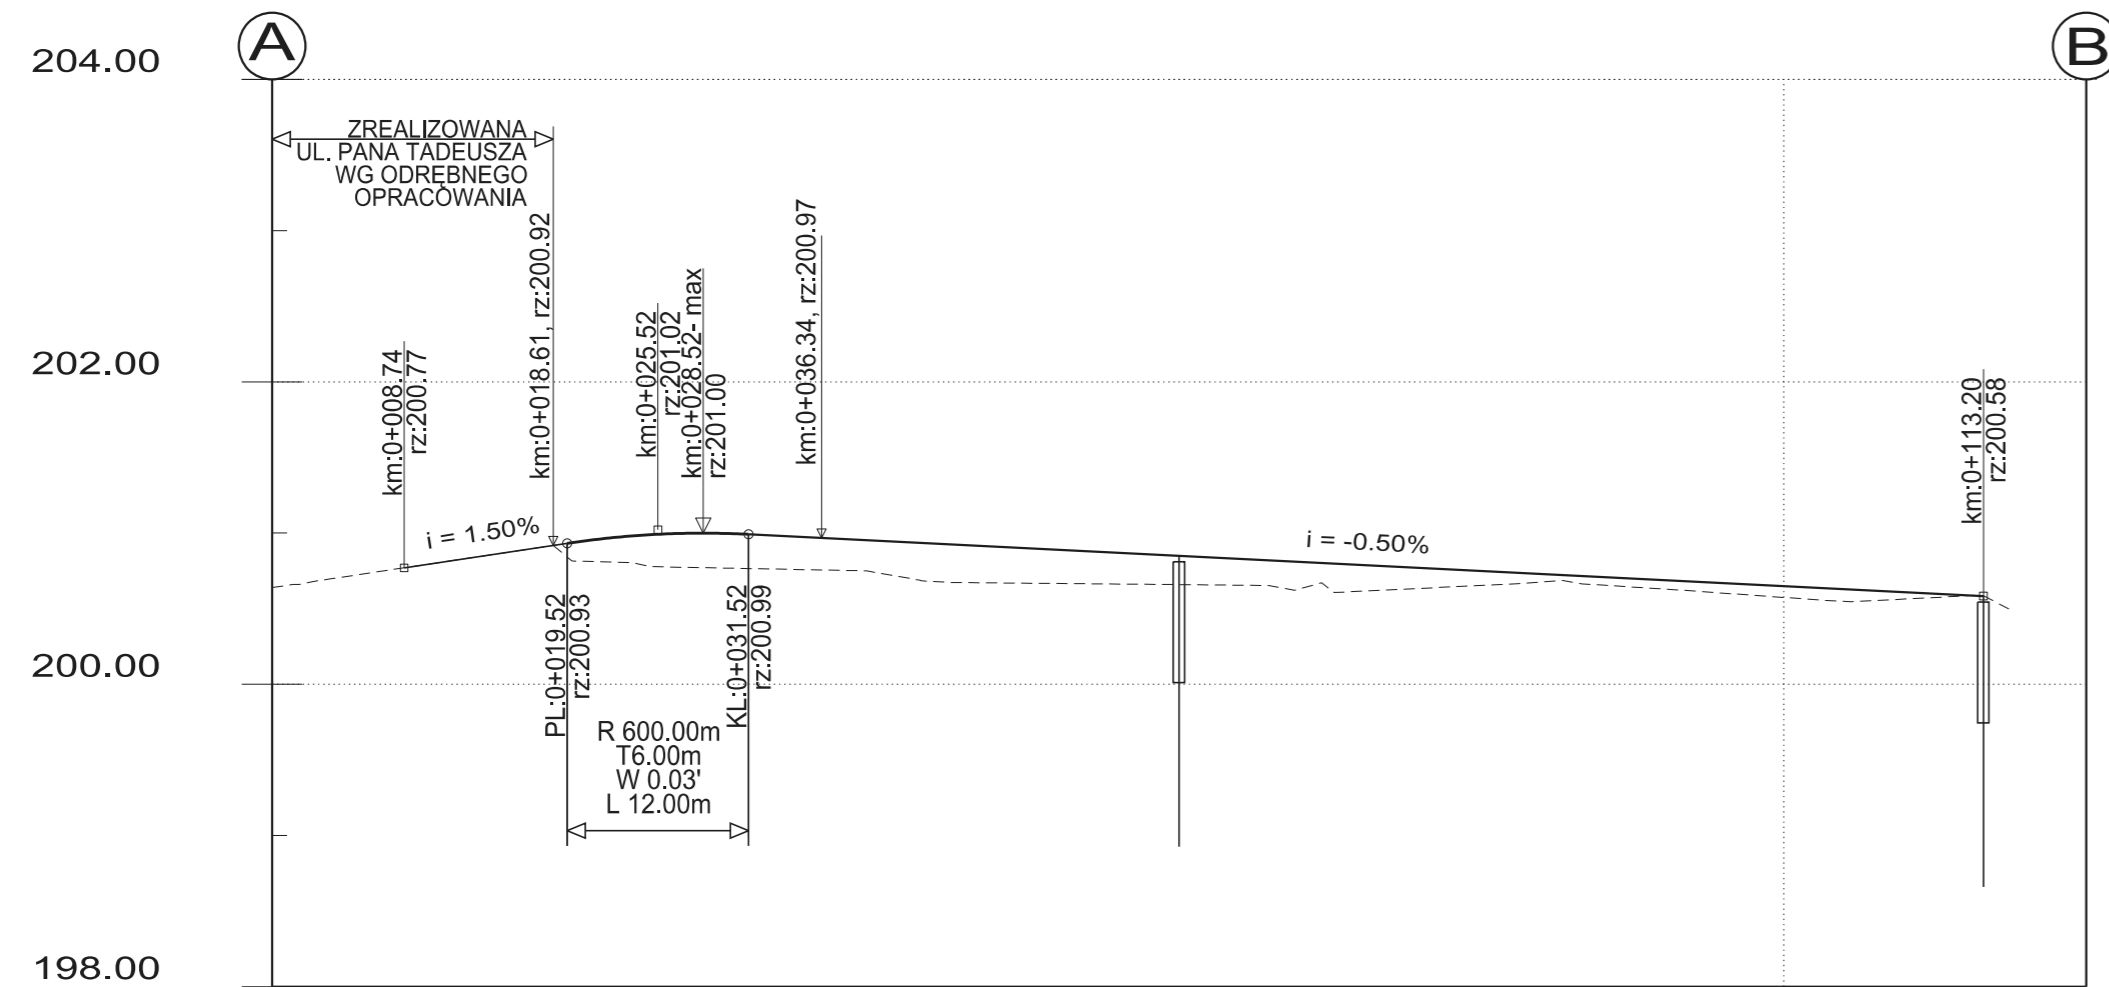 A
B
204.00
202.00
200.00
198.00
ZREALIZOWANA
UL. PANA TADEUSZA
WG ODRĘBNEGO
OPRACOWANIA
km:0+008.74
rz:200.77
i = 1.50%
km:0+018.61, rz:200.92
km:0+025.52
rz:201.02
km:0+028.52- max
rz:201.00
km:0+036.34, rz:200.97
i = -0.50%
km:0+113.20
rz:200.58
PL:0+019.52
rz:200.93
KL:0+031.52
rz:200.99
R 600.00m
T6.00m
W 0.03'
L 12.00m